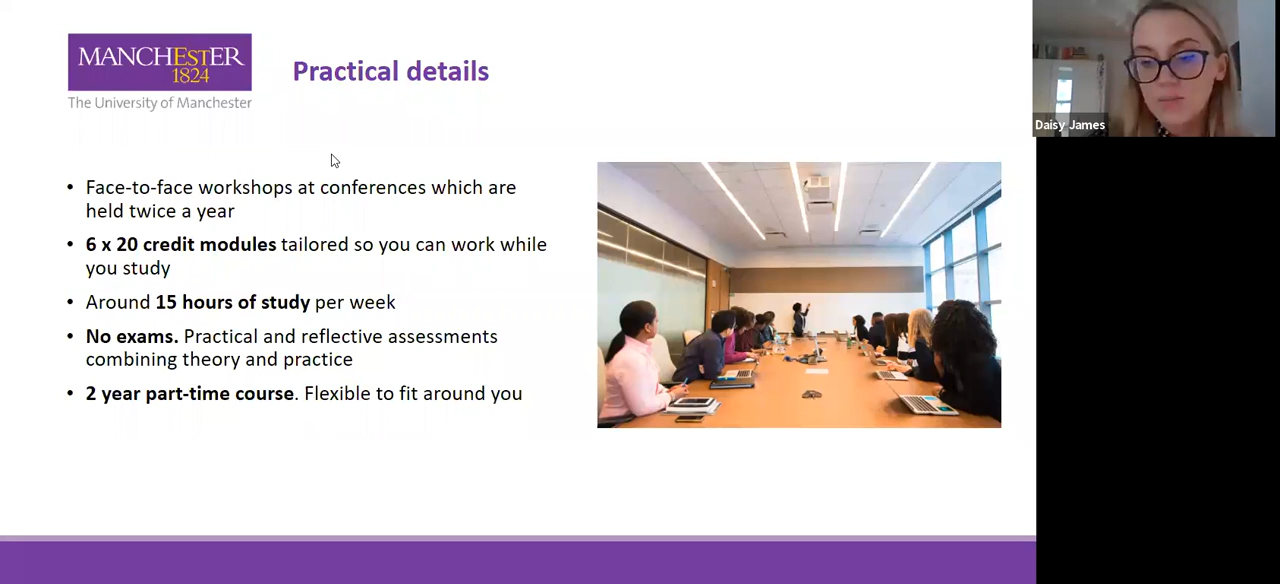 MANCHESTER
1824
The University of Manchester
Practical details
Daisy James
• Face-to-face workshops at conferences which are
held twice a year
• 6 x 20 credit modules tailored so you can work while
you study
• Around 15 hours of study per week
• No exams. Practical and reflective assessments
combining theory and practice
• 2 year part-time course. Flexible to fit around you